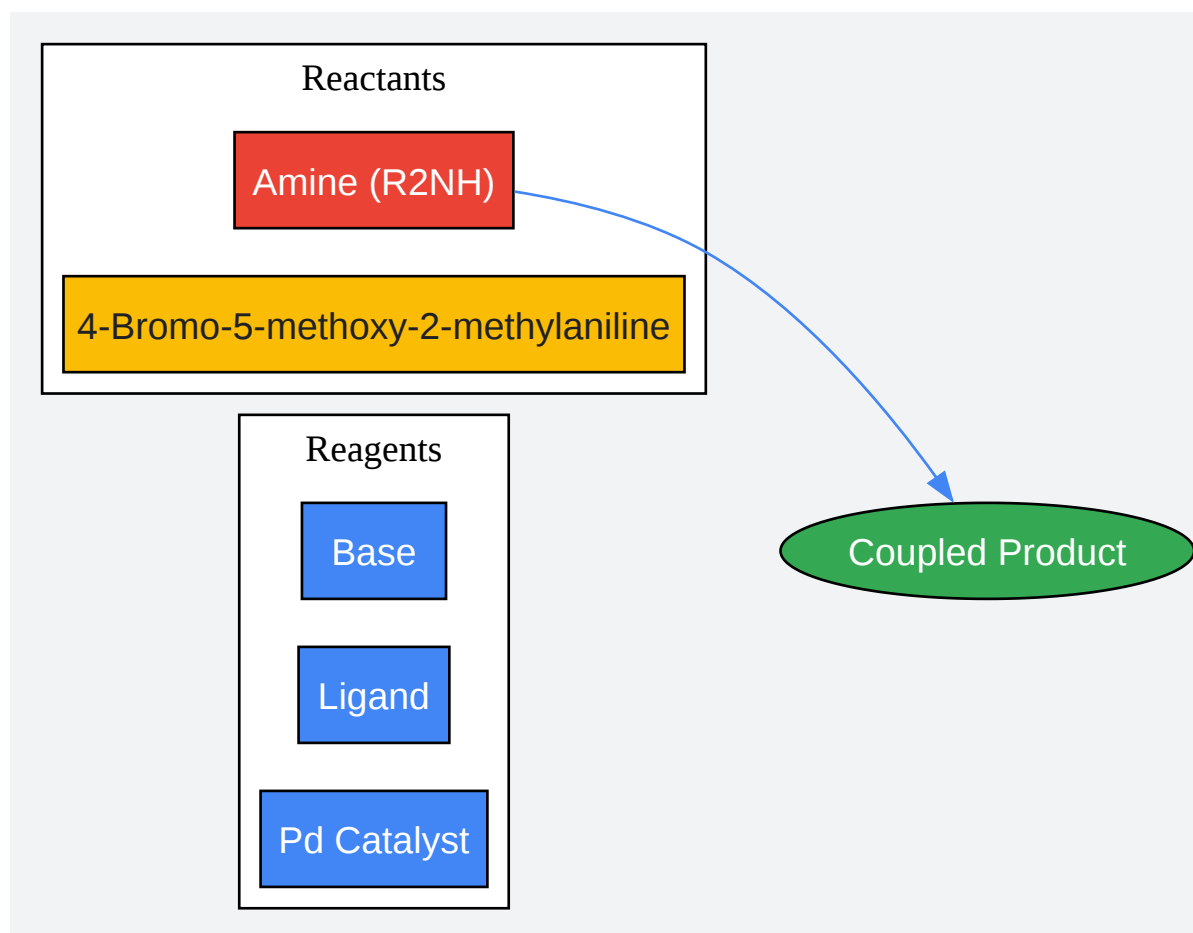 Reactants
Amine (R2NH)
4-Bromo-5-methoxy-2-methylaniline
Reagents
Base
Ligand
Pd Catalyst
Coupled Product